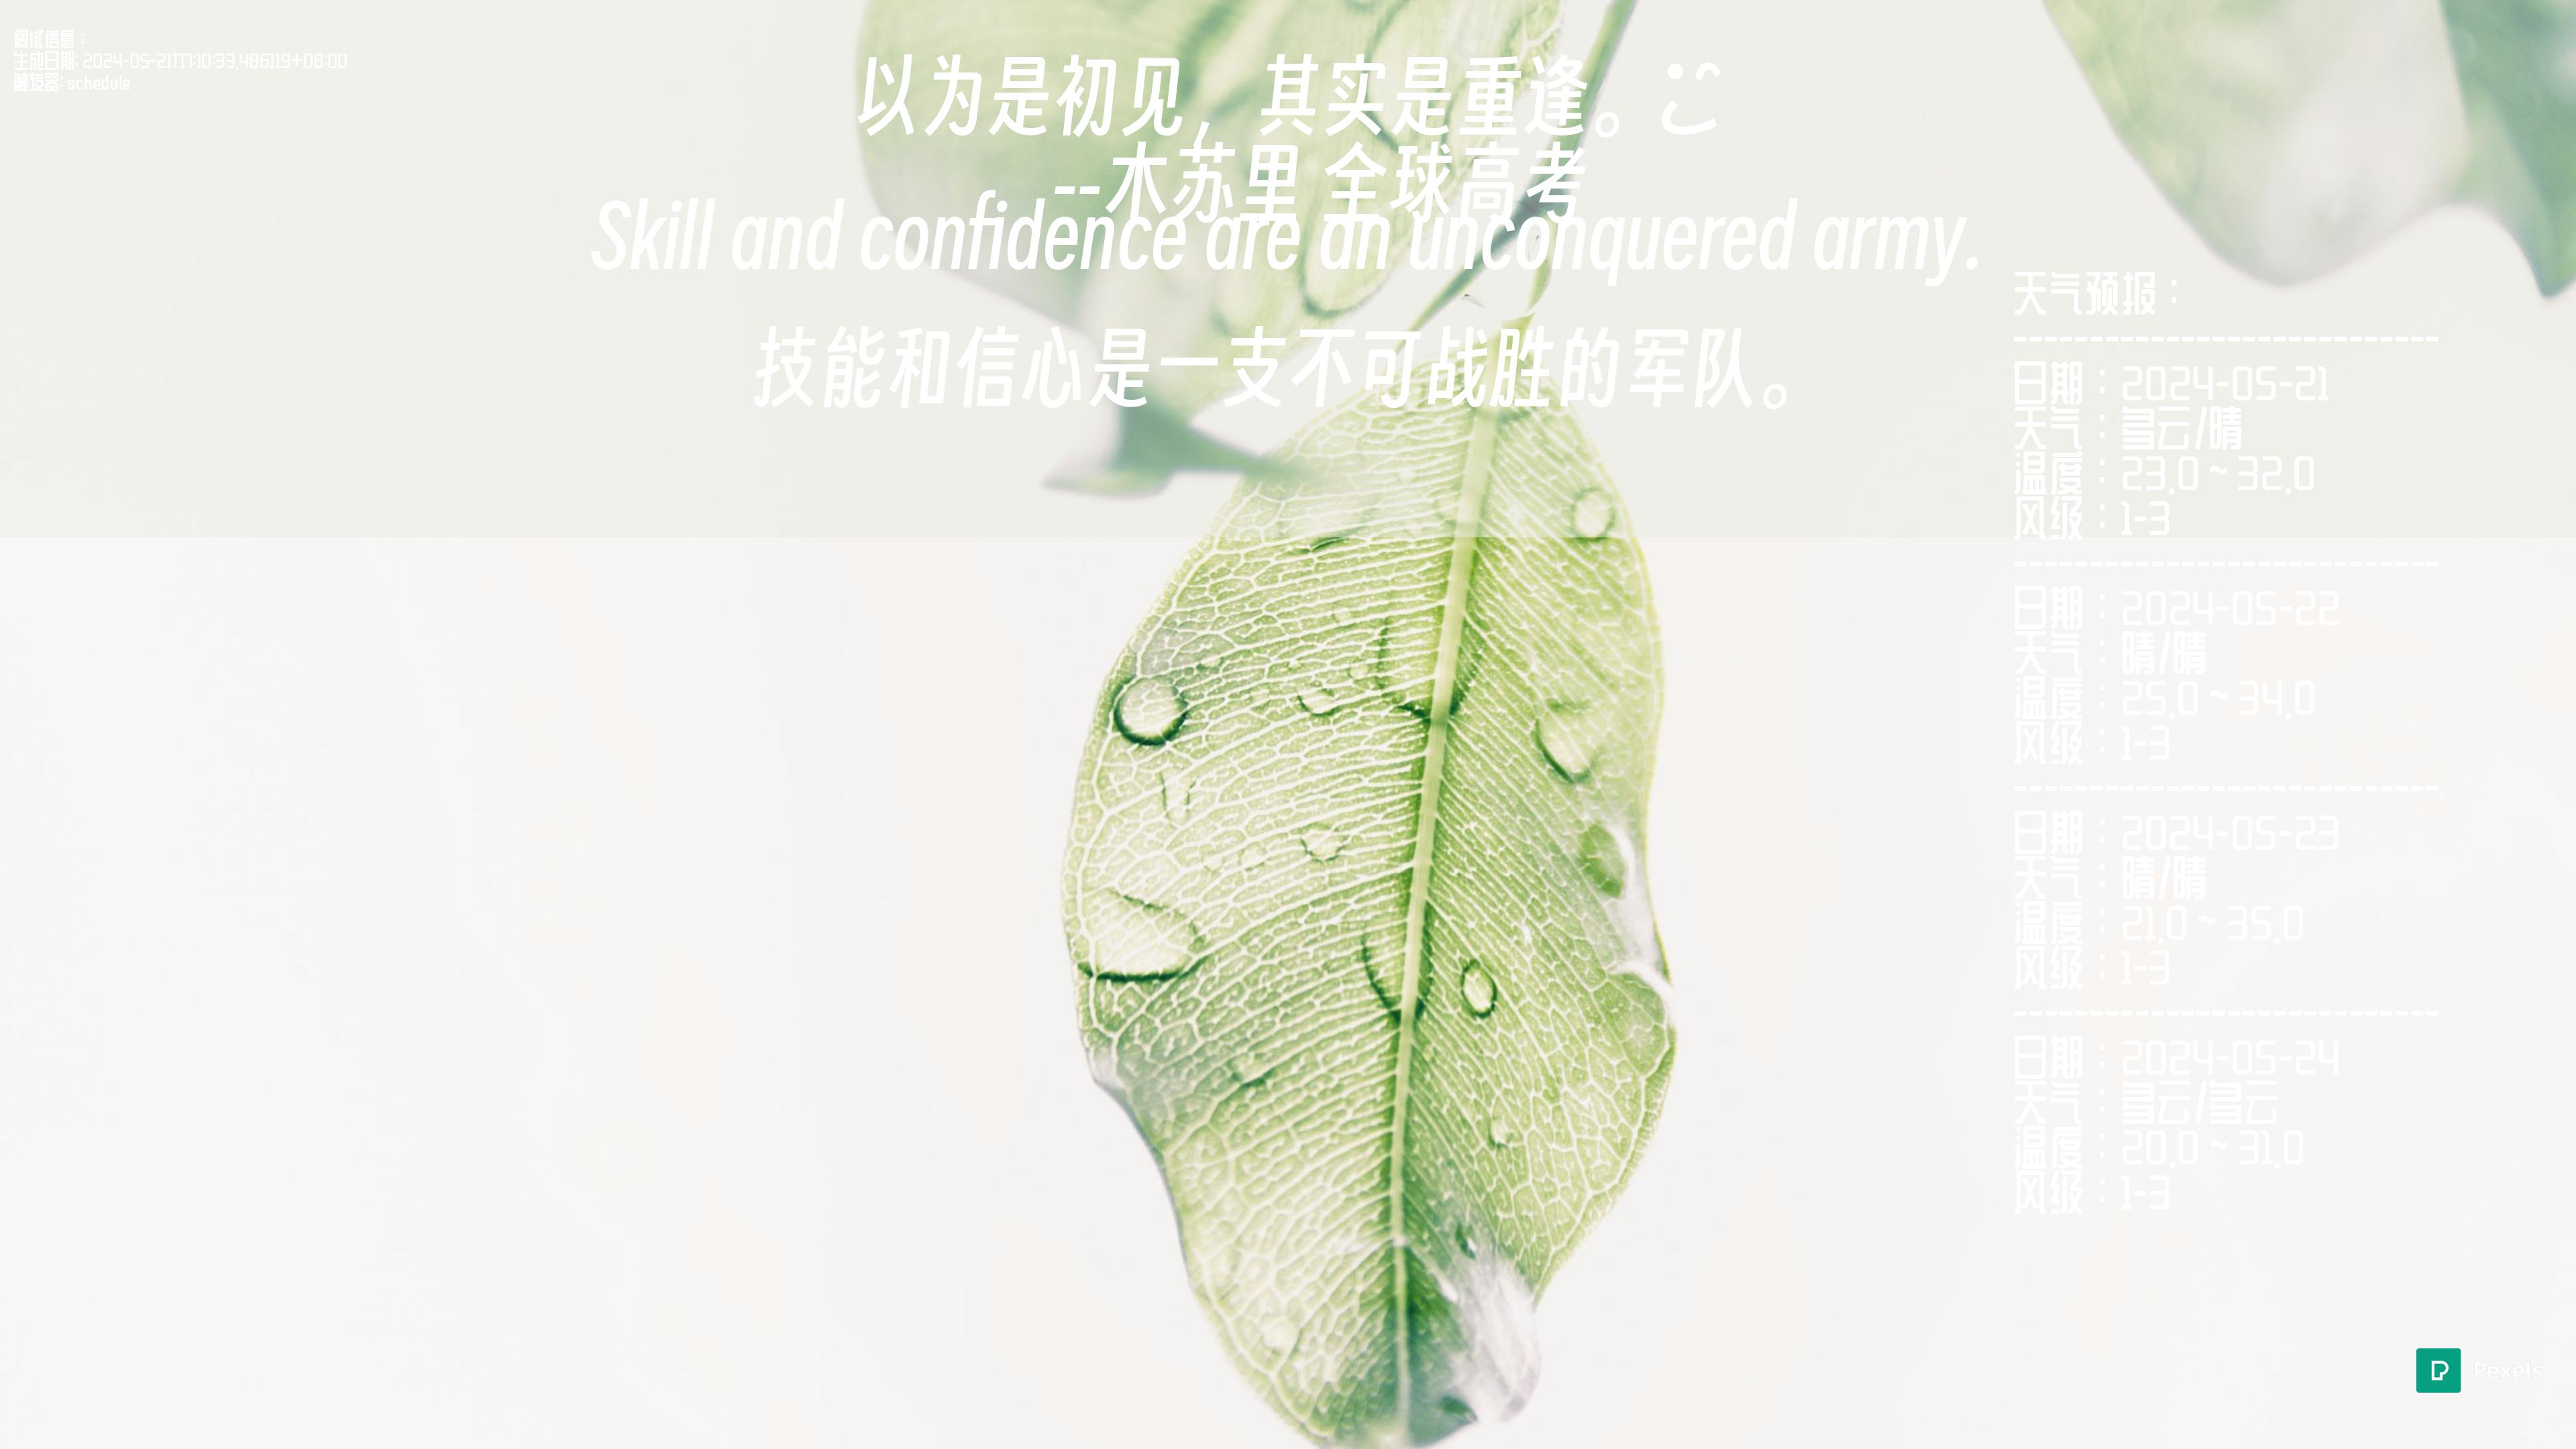 调试信息：
生成日期: 2024-05-21T17:10:33.486119+08:00
触发器: schedule
以为是初见，其实是重逢。
--木苏里 全球高考
Skill and confidence are an unconquered army.
技能和信心是一支不可战胜的军队。
天气预报：
----------------------------
日期：2024-05-21
天气：多云/晴
温度：23.0 ~ 32.0
风级：1-3
----------------------------
日期：2024-05-22
天气：晴/晴
温度：25.0 ~ 34.0
风级：1-3
----------------------------
日期：2024-05-23
天气：晴/晴
温度：21.0 ~ 35.0
风级：1-3
----------------------------
日期：2024-05-24
天气：多云/多云
温度：20.0 ~ 31.0
风级：1-3
Pexels